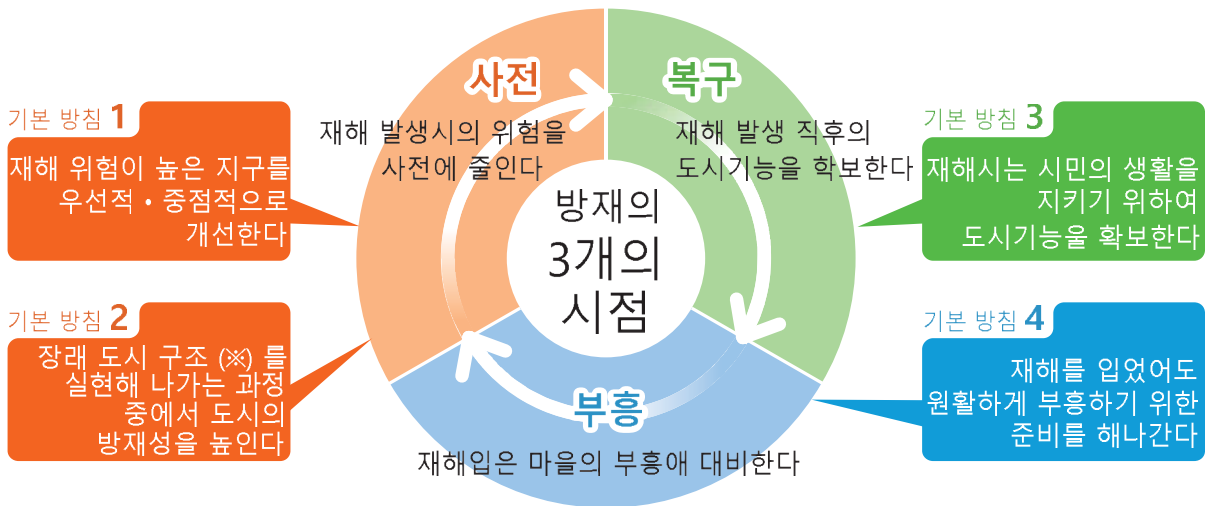 사전
재해 발생시의 위험을
사전에 줄인다
복구
재해 발생 직후의
도시기능을 학보한다
방재의
3개의
시점
부흥
재해입은 마을의 부흥애 대비한다
기본 방침 1
재해 위험이 높은 지구를
우선적・중점적으로
개선한다
기본 방침 2
장래 도시 구조 (※) 를
실현해 나가는 과정
중에서 도시의
방재성을 높인다
기본 방침 3
재해시는 시민의 생활을
지키기 위하여
도시기능울 확보한다
기본 방침 4
재해를 입었어도
원활하게 부흥하기 위한
준비를 해나간다